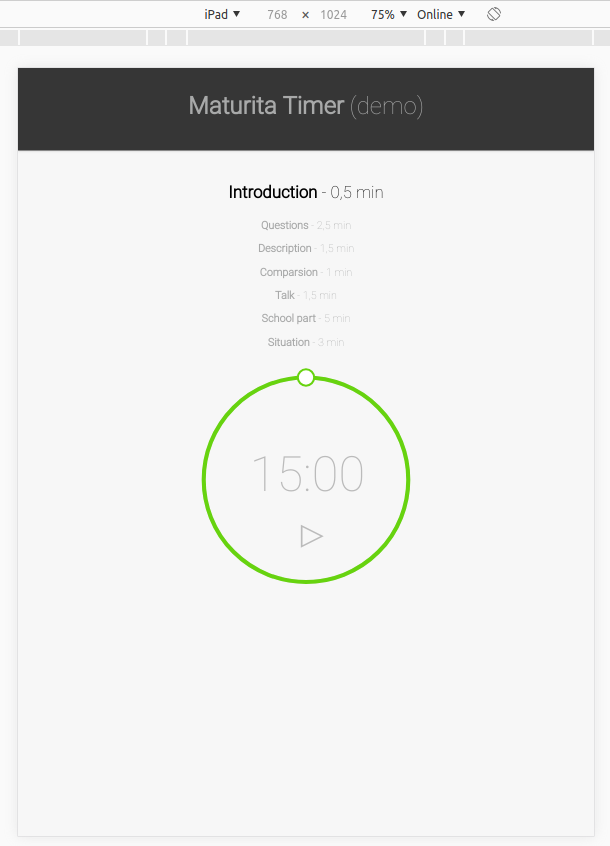 iPad 768 × 1024 75% Online
Maturita Timer (demo)
Introduction - 0,5 min
Questions - 2,5 min
Description - 1,5 min
Comparsion - 1 min
Talk - 1,5 min
School part - 5 min
Situation - 3 min
15:00